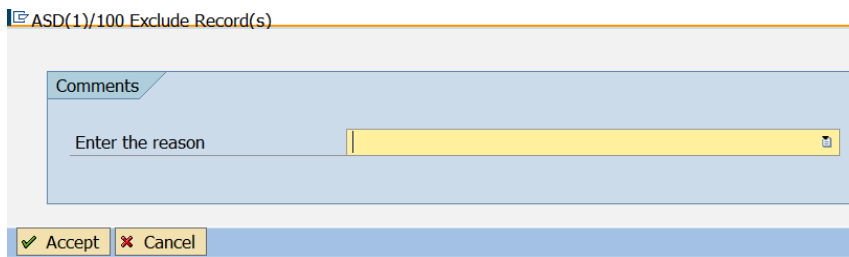 ASD(1)/100 Exclude Record(s)
Comments
Enter the reason
Accept Cancel